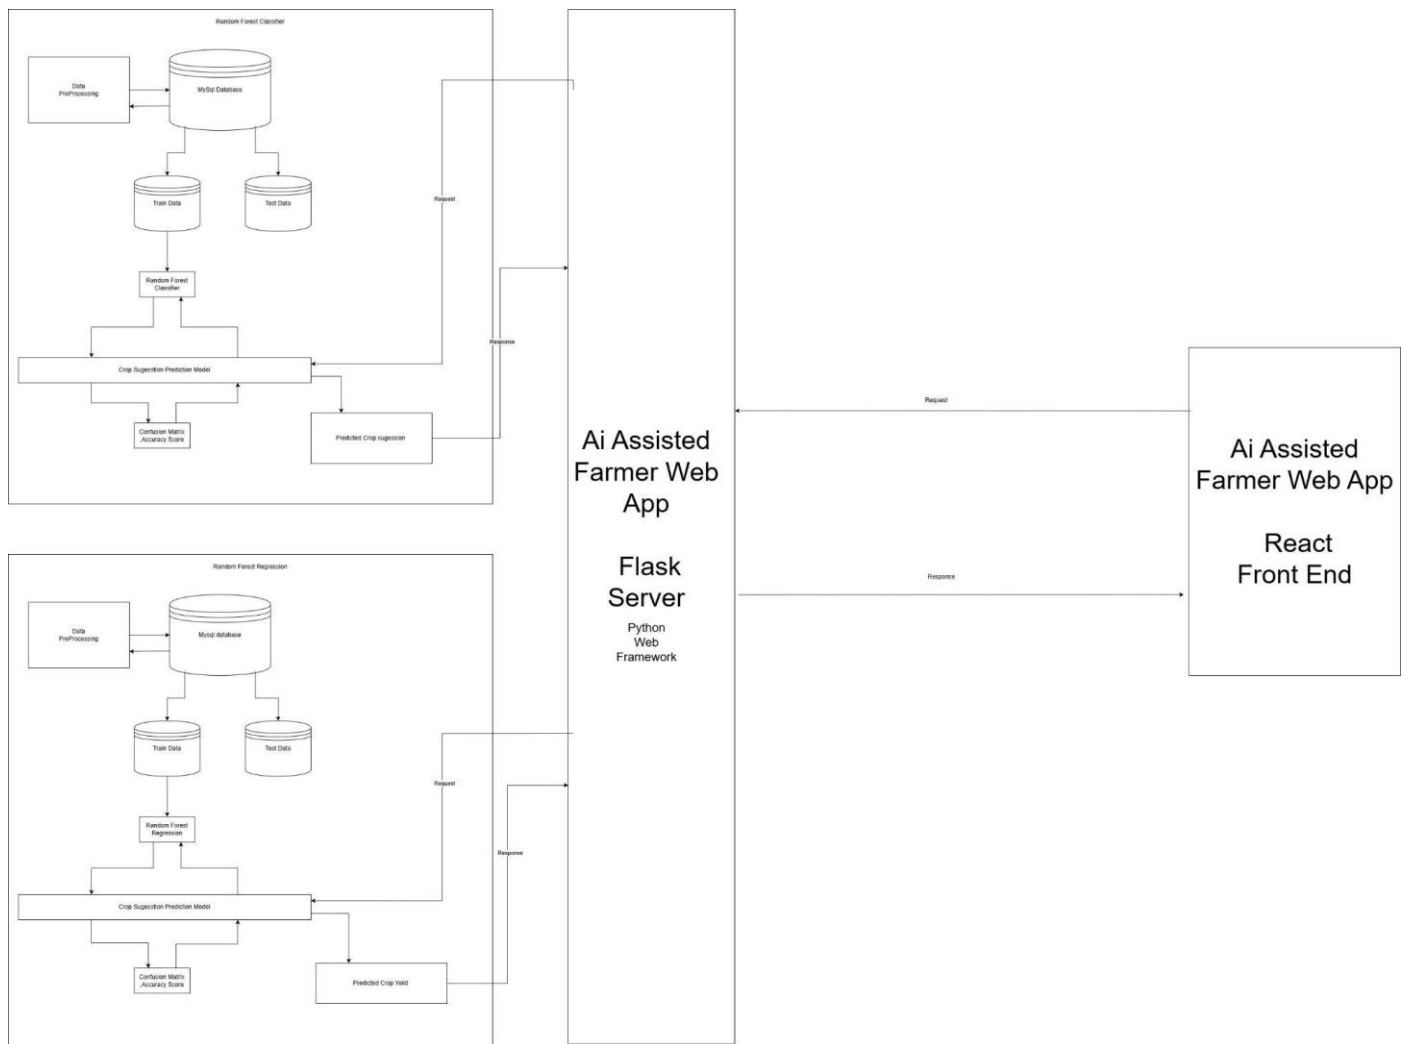 Random Forest Classifier
Data
PreProcessing
MySql Database
Train Data
Test Data
Request
Random Forest
Classifier
Response
Crop Sugesstion Prediction Model
Confusion Matrix
,Accuracy Score
Predicted Crop sugession
Random Forest Regression
Data
PreProcessing
Mysql database
Train Data
Test Data
Request
Random Forest
Regression
Response
Crop Sugesstion Prediction Model
Confusion Matrix
,Accuracy Score
Predicted Crop Yeild
Ai Assisted
Farmer Web
App
Flask
Server
Python
Web
Framework
Request
Response
Ai Assisted
Farmer Web App
React
Front End